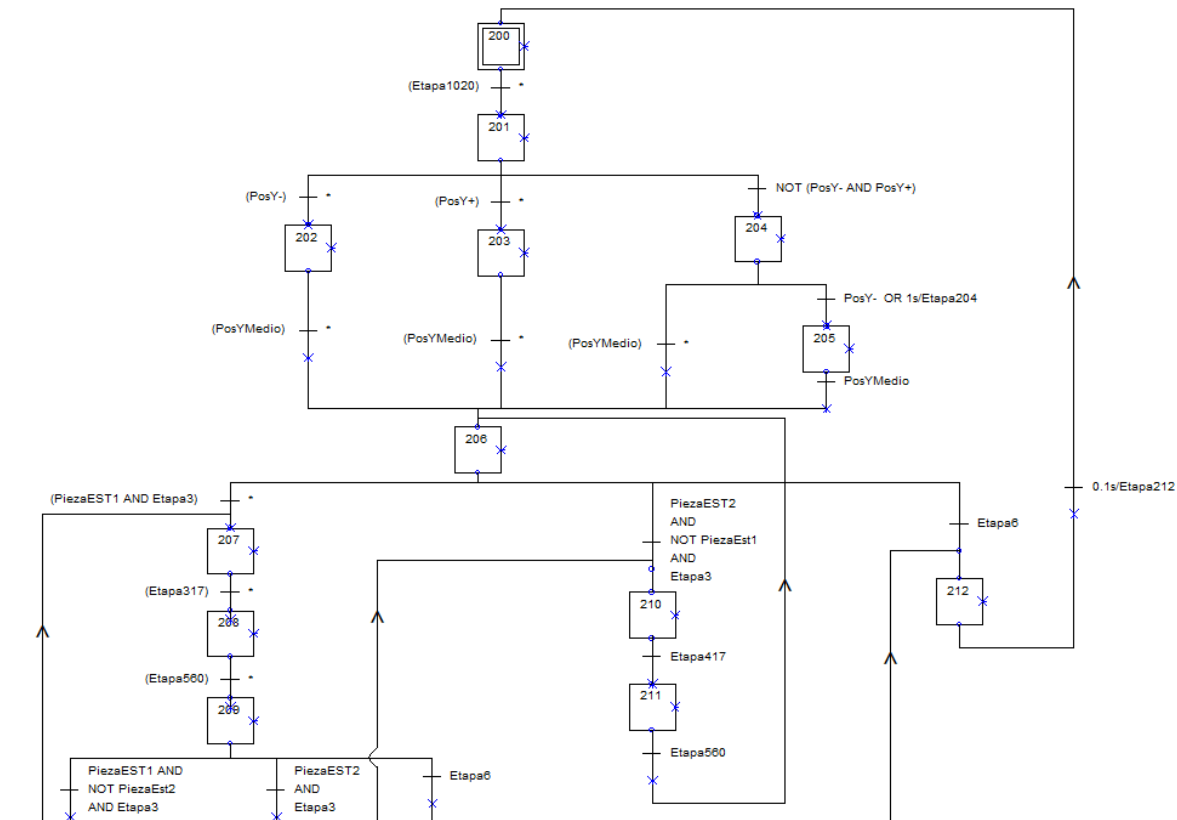 200
(Etapa1020)
*
201
(PosY-)
*
(PosY+)
*
NOT (PosY- AND PosY+)
202
203
204
(PosYMedio)
*
(PosYMedio)
*
(PosYMedio)
*
PosY-  OR 1s/Etapa204
205
PosYMedio
206
0.1s/Etapa212
(PiezaEST1 AND Etapa3)
*
PiezaEST2
AND
NOT PiezaEst1
AND
Etapa3
Etapa6
207
(Etapa317)
*
208
(Etapa560)
*
209
210
Etapa417
211
Etapa560
212
PiezaEST1 AND
NOT PiezaEst2
AND Etapa3
PiezaEST2
AND
Etapa3
Etapa6